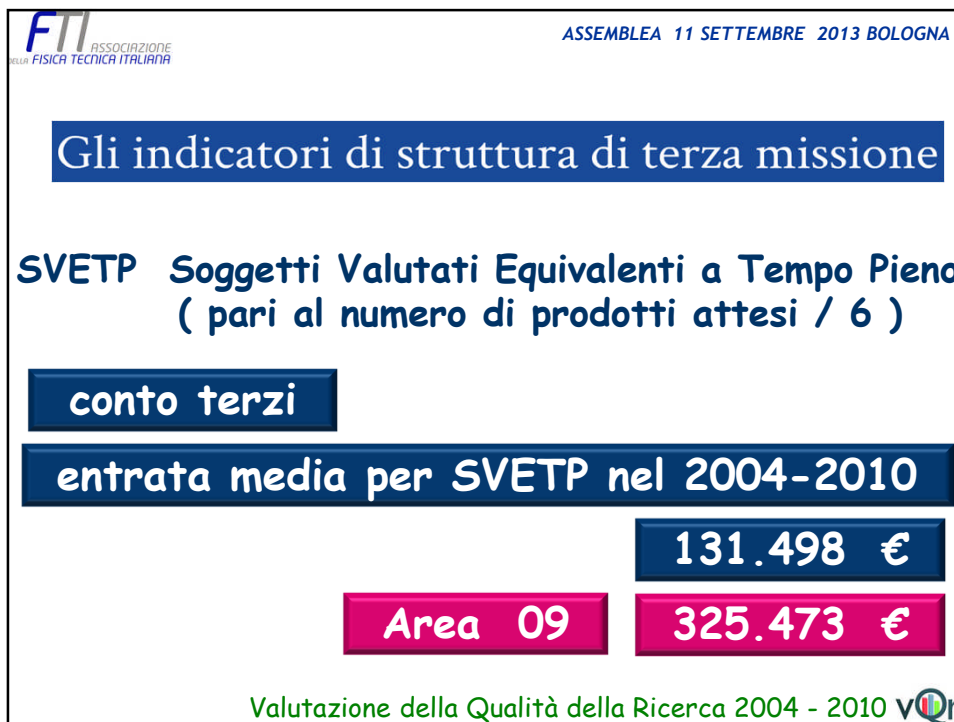 FTI ASSOCIAZIONE
DELLA FISICA TECNICA ITALIANA
ASSEMBLEA 11 SETTEMBRE 2013 BOLOGNA
Gli indicatori di struttura di terza missione
SVETP Soggetti Valutati Equivalenti a Tempo Pieno
( pari al numero di prodotti attesi / 6 )
conto terzi
entrata media per SVETP nel 2004-2010
131.498 €
Area 09 325.473 €
Valutazione della Qualità della Ricerca 2004 - 2010